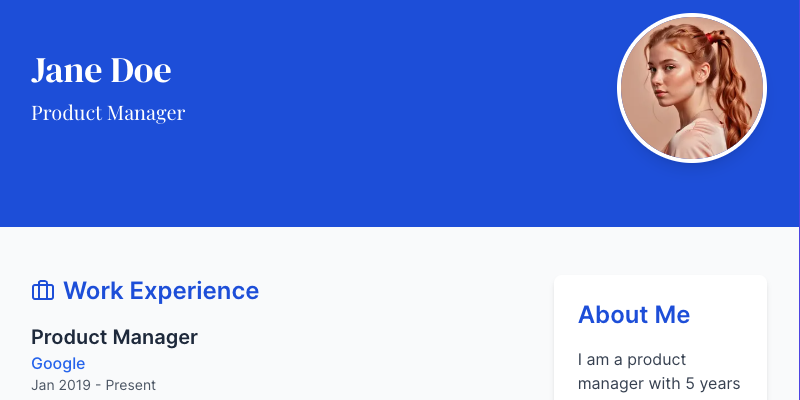 Jane Doe
Product Manager
Work Experience
Product Manager
Google
Jan 2019 - Present
About Me
I am a product
manager with 5 years